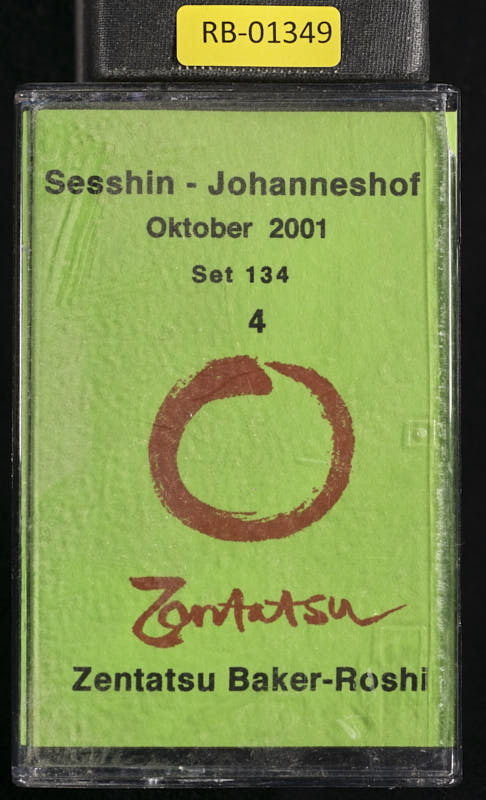 RB-01349
Sesshin - Johanneshof
Oktober 2001
Set 134
4
Zentatsu
Zentatsu Baker-Roshi